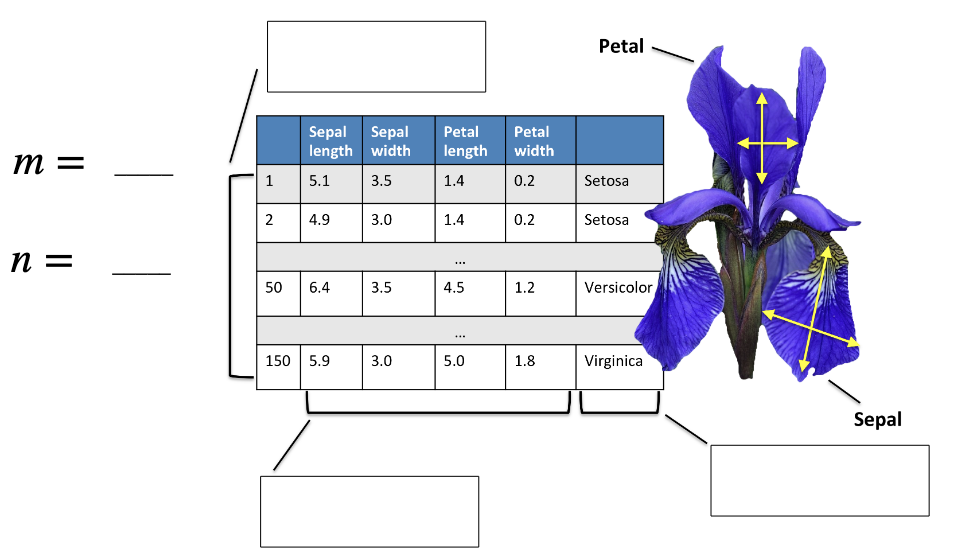 Petal
m = ___
n = ___
Sepal length Sepal width Petal length Petal width
1 5.1 3.5 1.4 0.2 Setosa
2 4.9 3.0 1.4 0.2 Setosa
...
50 6.4 3.5 4.5 1.2 Versicolor
...
150 5.9 3.0 5.0 1.8 Virginica
Sepal